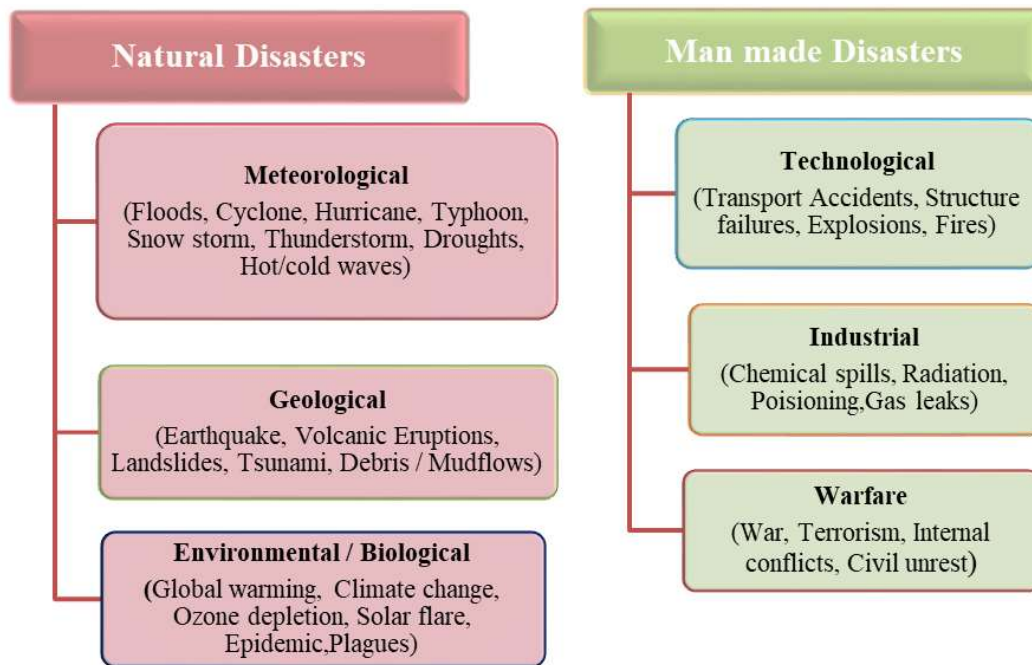 Natural Disasters
Meteorological
(Floods, Cyclone, Hurricane, Typhoon,
Snow storm, Thunderstorm, Droughts,
Hot/cold waves)
Geological
(Earthquake, Volcanic Eruptions,
Landslides, Tsunami, Debris / Mudflows)
Environmental / Biological
(Global warming, Climate change,
Ozone depletion, Solar flare,
Epidemic,Plagues)
Man made Disasters
Technological
(Transport Accidents, Structure
failures, Explosions, Fires)
Industrial
(Chemical spills, Radiation,
Poisioning,Gas leaks)
Warfare
(War, Terrorism, Internal
conflicts, Civil unrest)